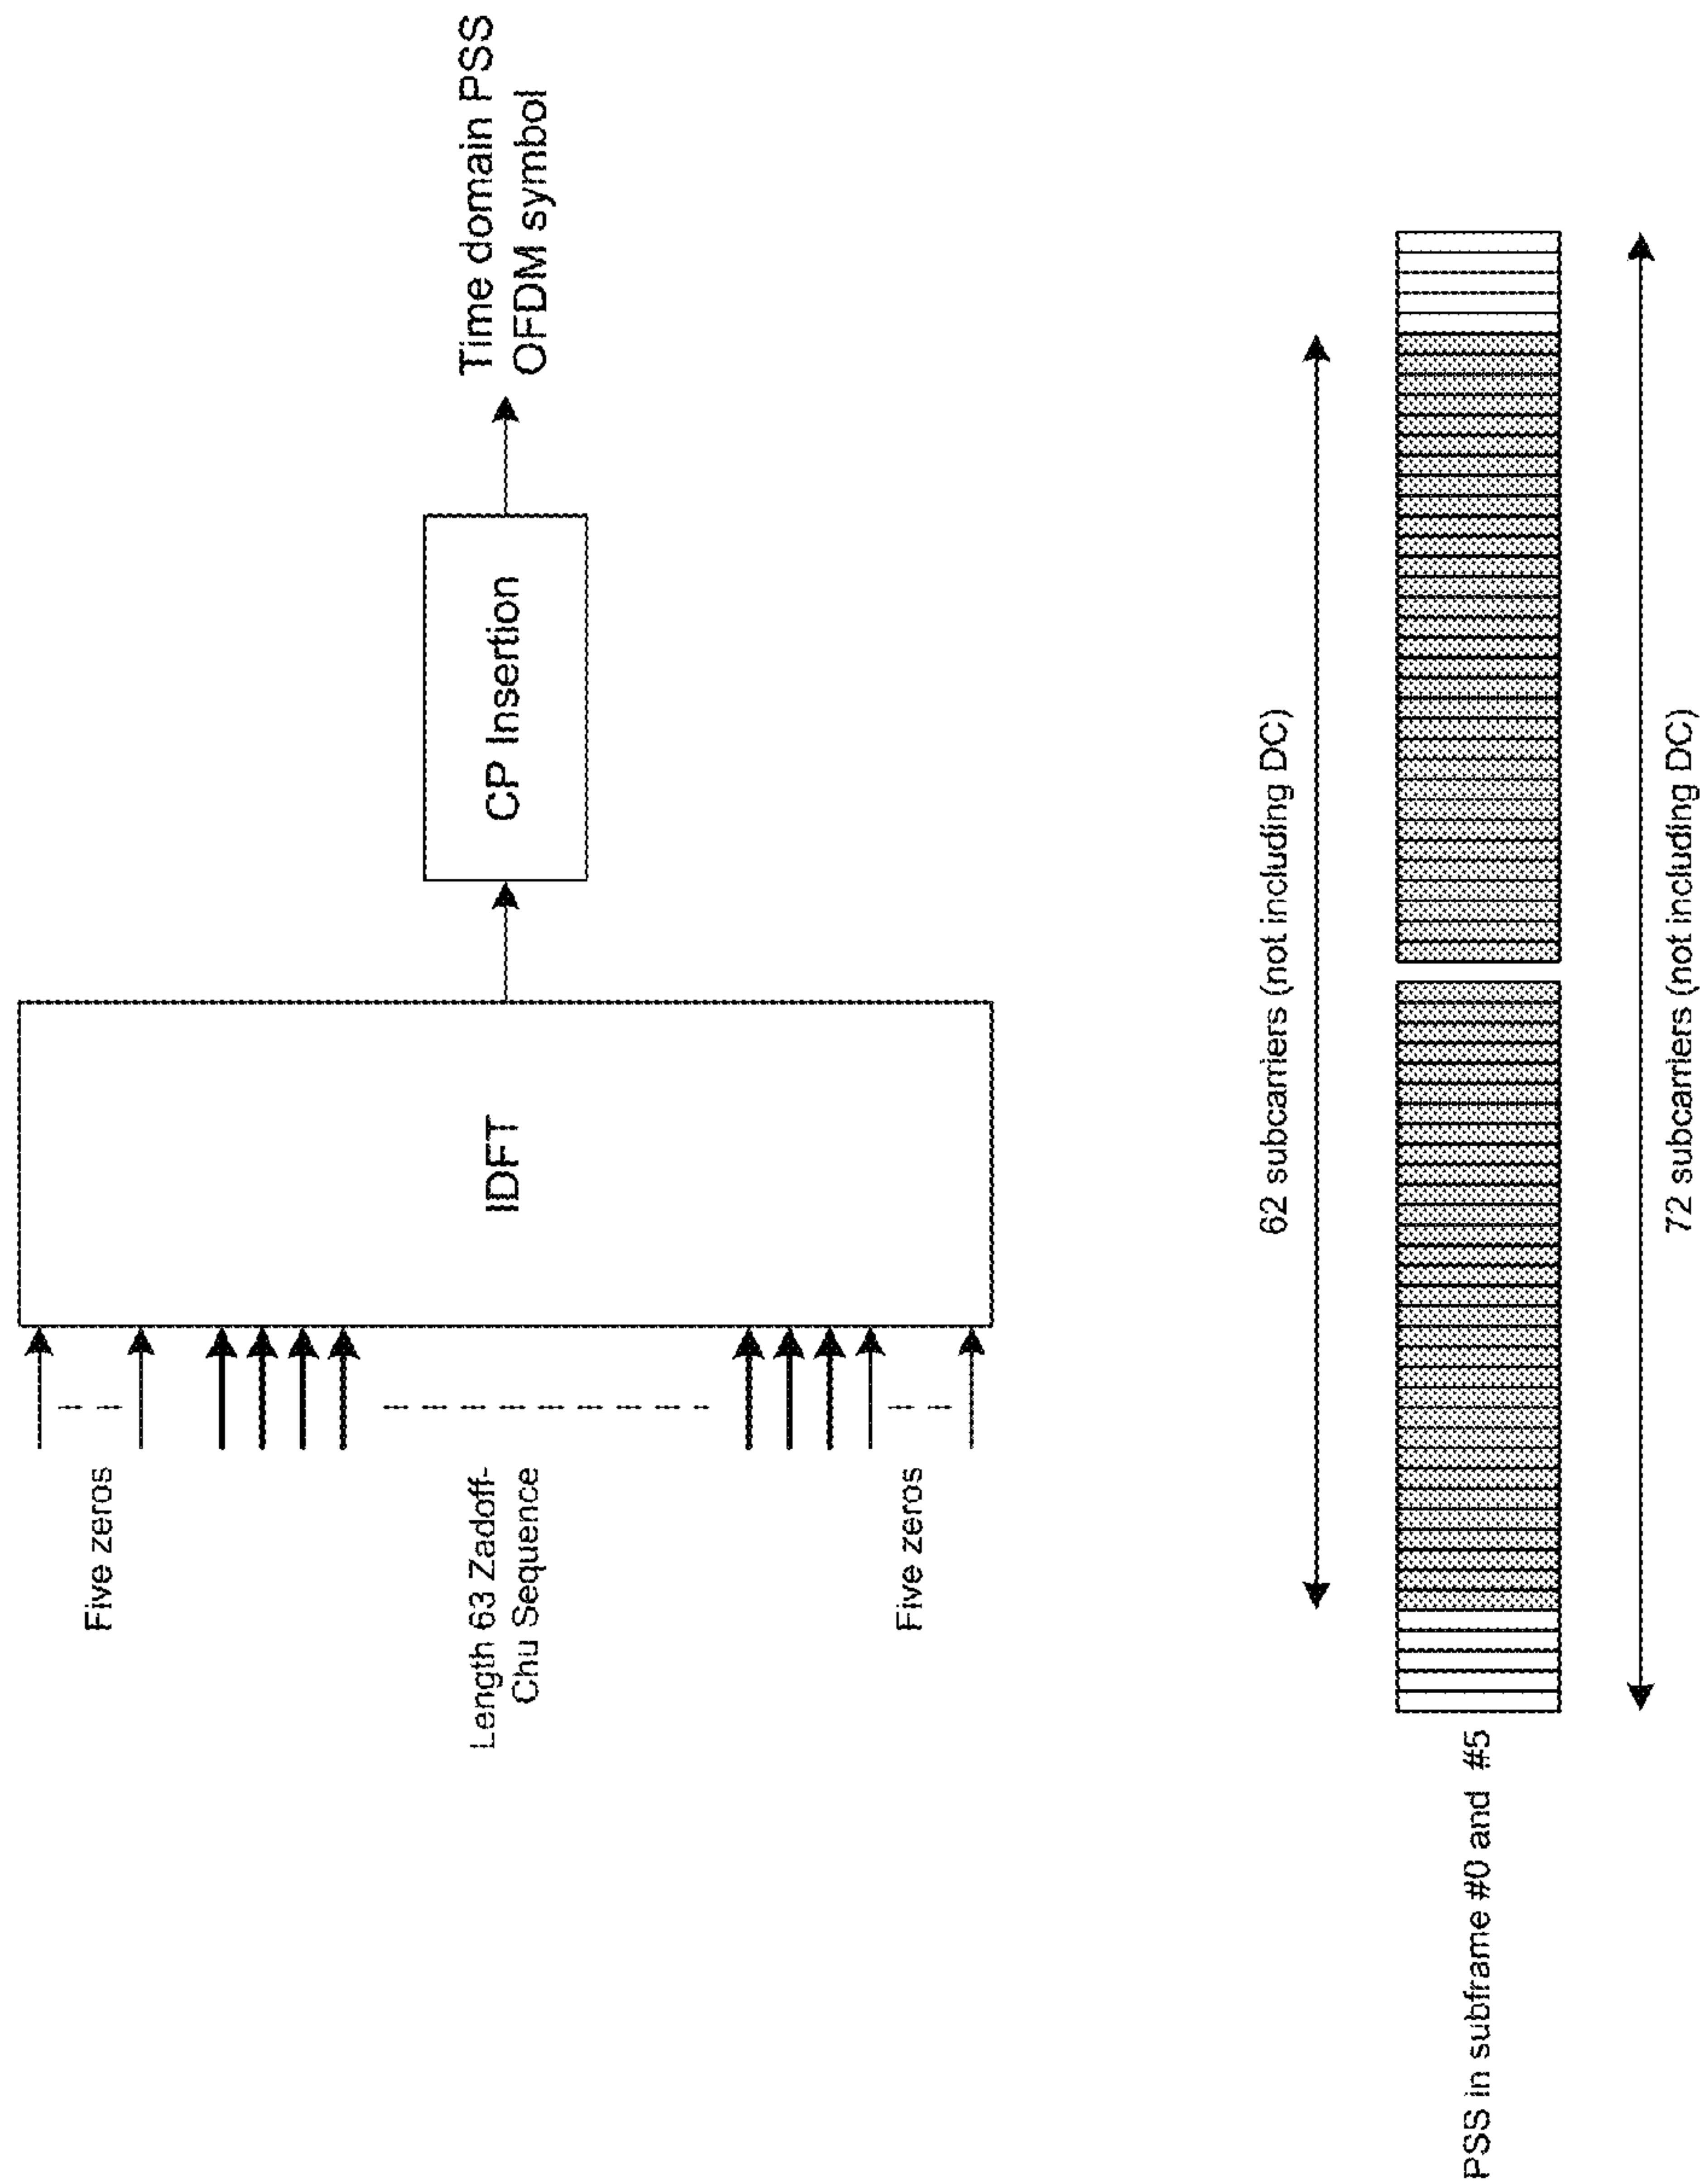 Five zeros
Length 63 Zadoff-
Chu Sequence
Five zeros
IDFT
CP Insertion
Time domain PSS
OFDM symbol
62 subcarriers (not including DC)
PSS in subframe #0 and #5
72 subcarriers (not including DC)